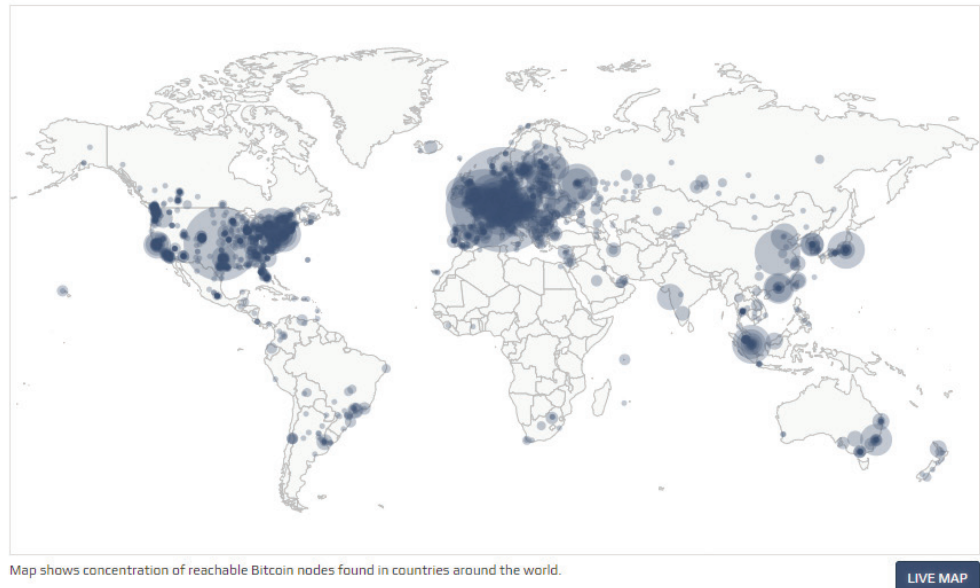 Map shows concentration of reachable Bitcoin nodes found in countries around the world.
LIVE MAP